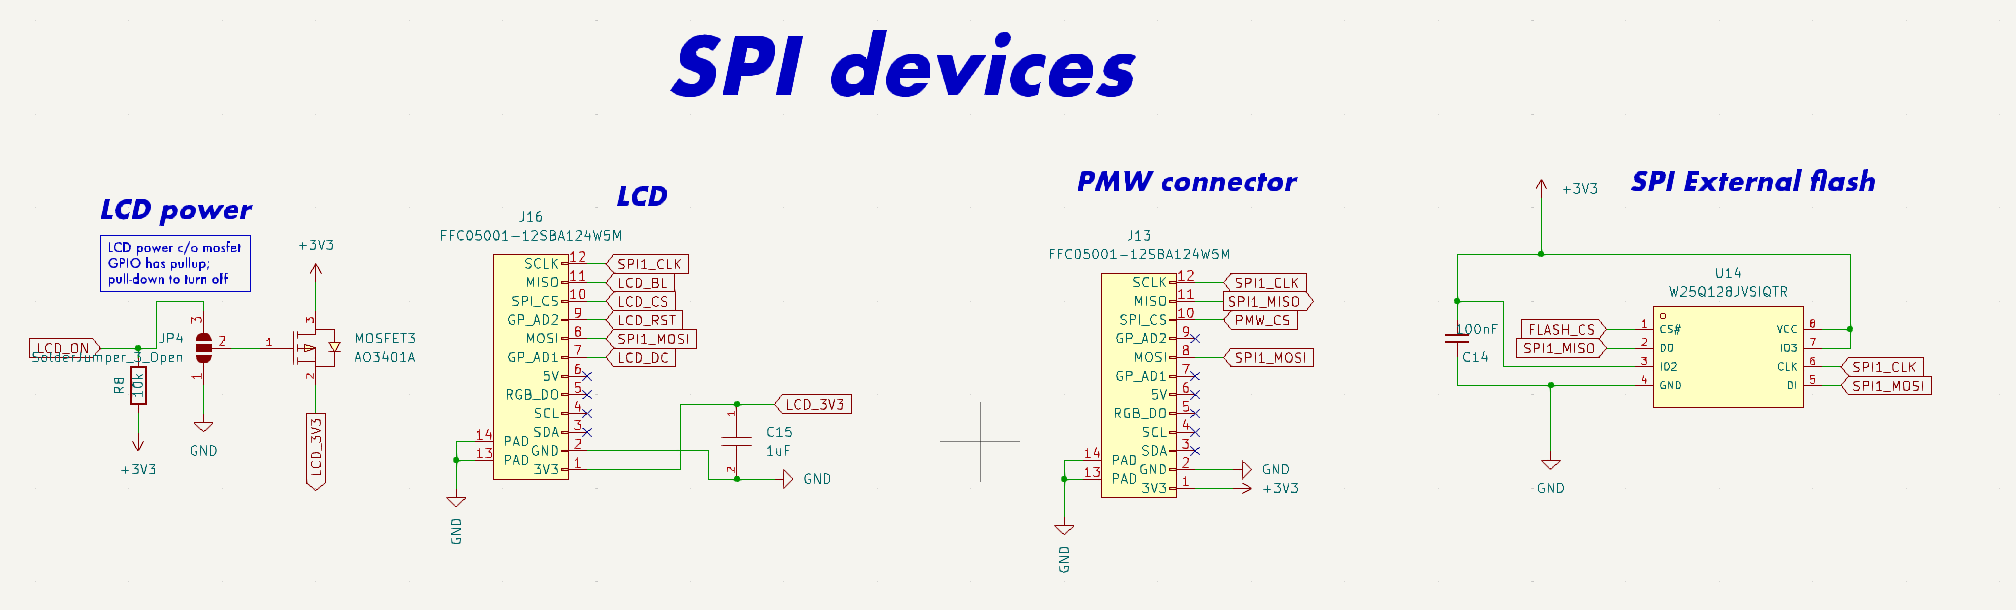 SPI devices
LCD power
LCD power c/o mosfet
GPIO has pullup;
pull-down to turn off
LCD_ON
SolderJumper_3_Open
JP4
3
2
1
R8
10k
+3V3
GND
+3V3
3
1
2
MOSFET3
AO3401A
LCD_3V3
LCD
J16
FFC05001-12SBA124W5M
SCLK 12 SPI1_CLK
MISO 11 LCD_BL
SPI_CS 10 LCD_CS
GP_AD2 9 LCD_RST
MOSI 8 SPI1_MOSI
GP_AD1 7 LCD_DC
5V 6
RGB_DO 5
SCL 4
SDA 3
14 PAD GND 2
13 PAD 3V3 1
GND
LCD_3V3
1
C15
1uF
2
GND
PMW connector
J13
FFC05001-12SBA124W5M
SCLK 12 SPI1_CLK
MISO 11 SPI1_MISO
SPI_CS 10 PMW_CS
GP_AD2 9
MOSI 8 SPI1_MOSI
GP_AD1 7
5V 6
RGB_DO 5
SCL 4
SDA 3
14 PAD GND 2 GND
13 PAD 3V3 1 +3V3
GND
SPI External flash
+3V3
U14
W25Q128JVSIQTR
100nF
C14
FLASH_CS 1 CS# VCC 8
SPI1_MISO 2 DO IO3 7
3 IO2 CLK 6 SPI1_CLK
4 GND DI 5 SPI1_MOSI
GND